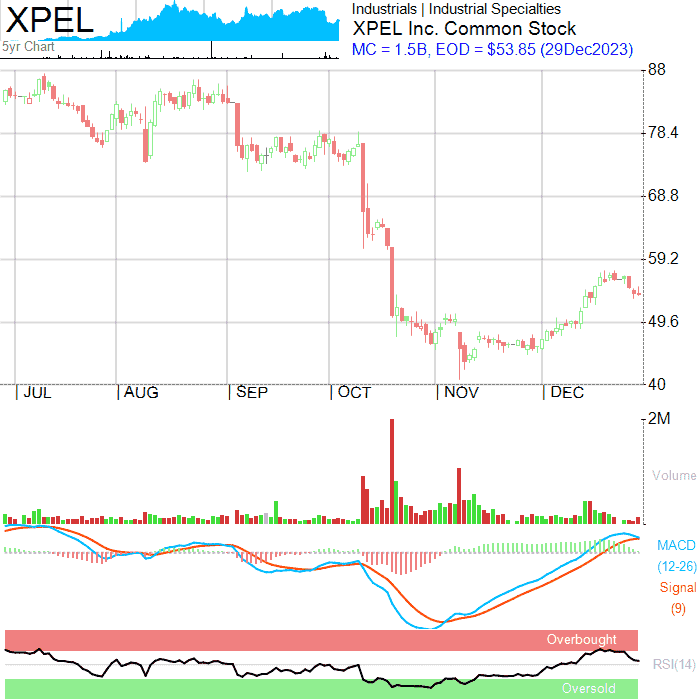 XPEL
5yr Chart
Industrials | Industrial Specialties
XPEL Inc. Common Stock
MC = 1.5B, EOD = $53.85 (29Dec2023)
88
78.4
68.8
59.2
49.6
40
| JUL | AUG | SEP | OCT | NOV | DEC
2M
Volume
MACD
(12-26)
Signal
(9)
Overbought
RSI(14)
Oversold